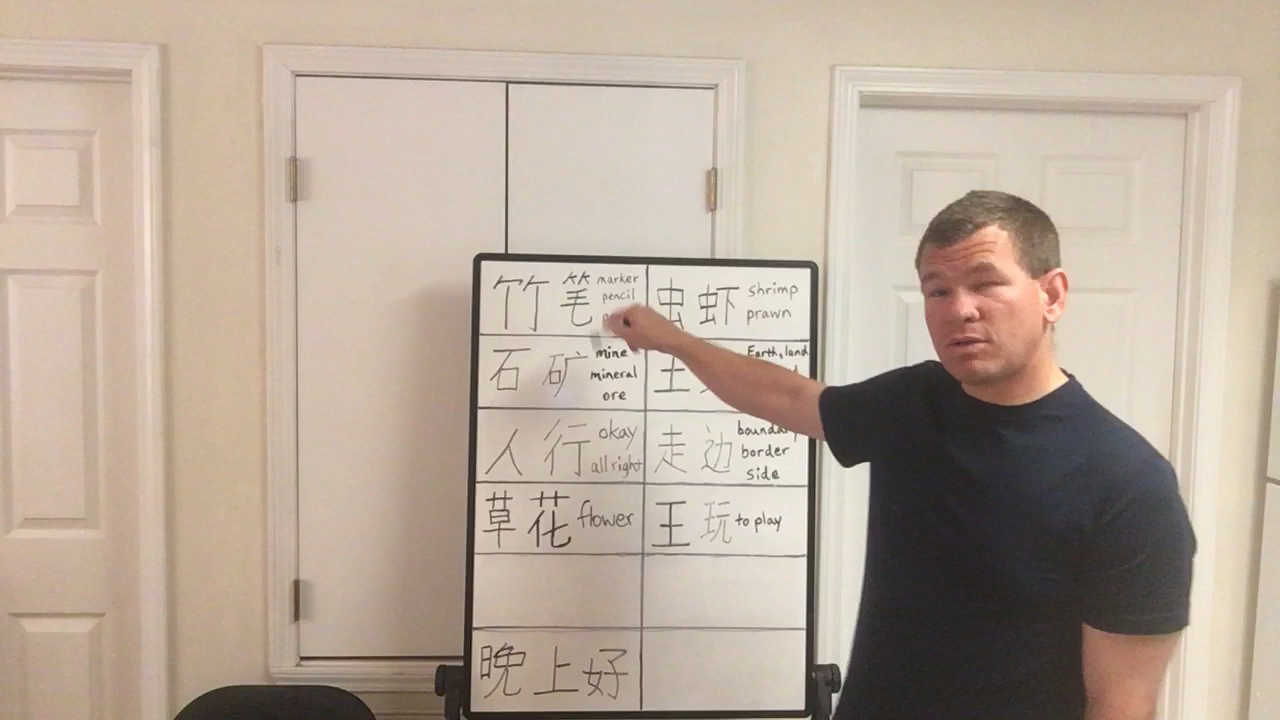 竹 笔 marker
pencil
虫 虾 shrimp
prawn
石 矿 mine
mineral
ore
土 Earth, land
人 行 okay
all right
走 边 boundary
border
side
草 花 flower
王 玩 to play
晚上好